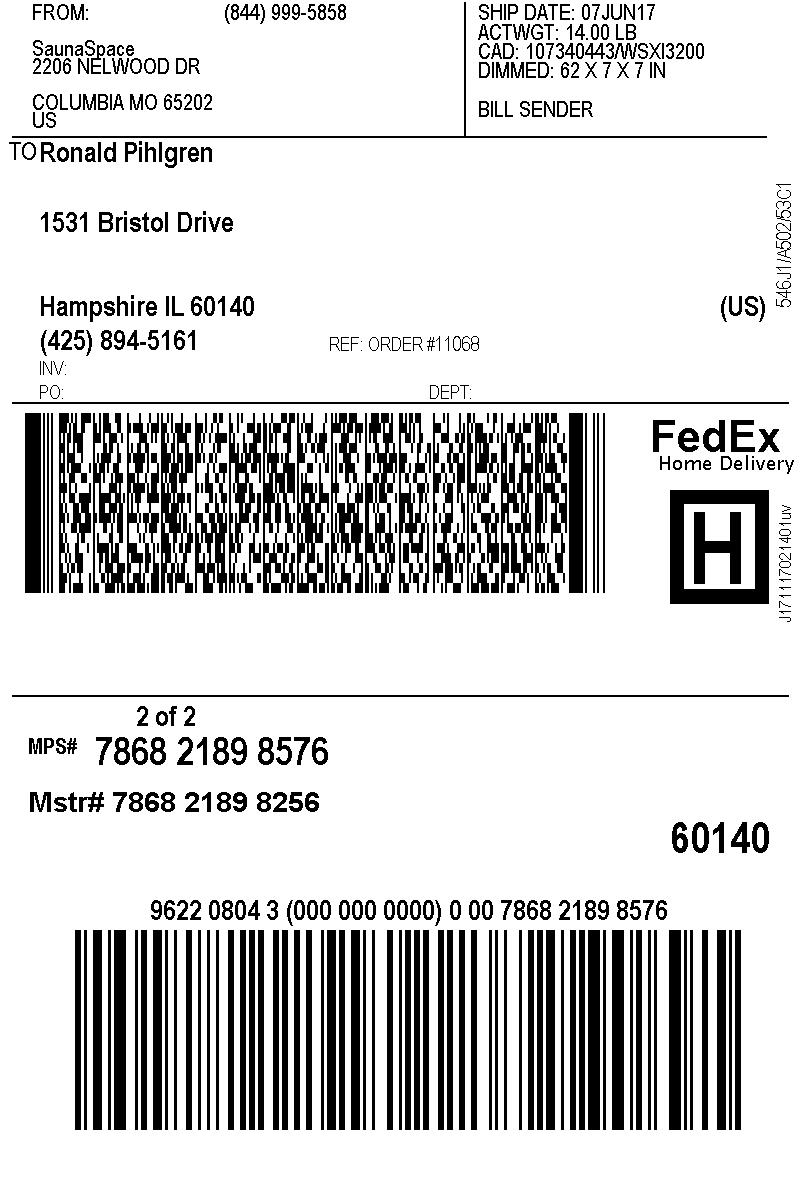 FROM: (844) 999-5858
SaunaSpace
2206 NELWOOD DR
COLUMBIA MO 65202
US
SHIP DATE: 07JUN17
ACTWGT: 14.00 LB
CAD: 107340443/WSXI3200
DIMMED: 62 X 7 X 7 IN
BILL SENDER
TO Ronald Pihlgren
1531 Bristol Drive
Hampshire IL 60140 (US)
(425) 894-5161 REF: ORDER #11068
INV:
PO: DEPT:
546J1/A502/53C1
FedEx
Home Delivery
H
J171117021401uv
2 of 2
MPS# 7868 2189 8576
Mstr# 7868 2189 8256
60140
9622 0804 3 (000 000 0000) 0 00 7868 2189 8576